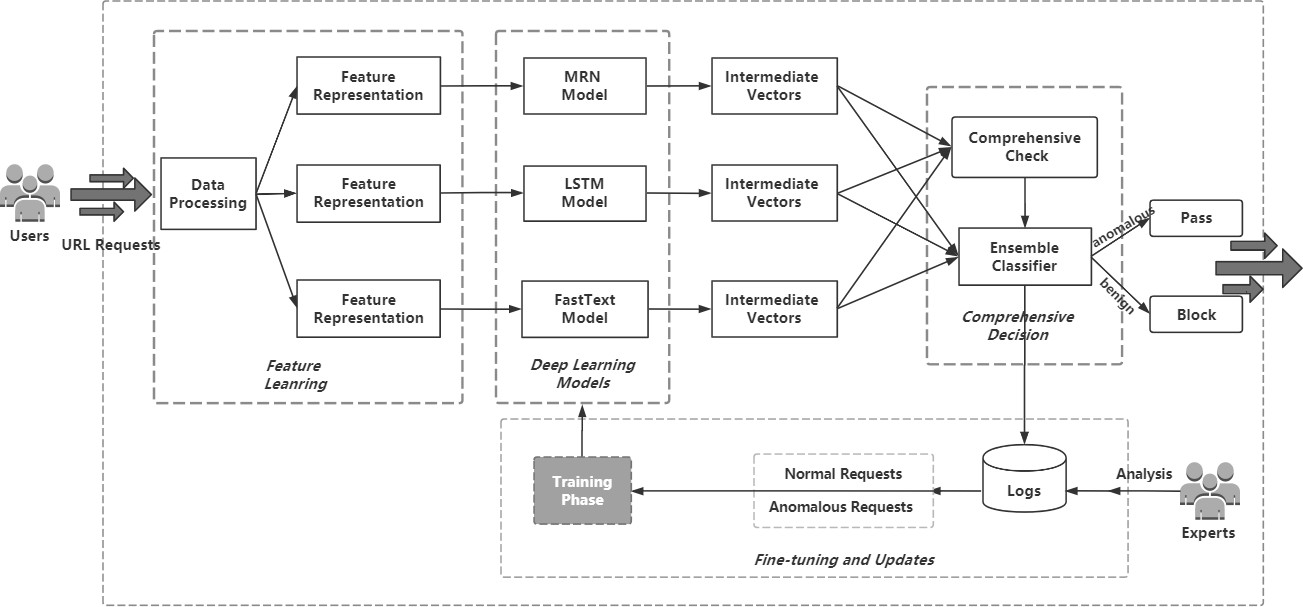 Users
URL Requests
Data
Processing
Feature
Representation
Feature
Representation
Feature
Representation
Feature
Leanring
MRN
Model
LSTM
Model
FastText
Model
Deep Learning
Models
Intermediate
Vectors
Intermediate
Vectors
Intermediate
Vectors
Comprehensive
Check
Ensemble
Classifier
Comprehensive
Decision
anomalous
benign
Pass
Block
Training
Phase
Normal Requests
Anomalous Requests
Logs
Analysis
Experts
Fine-tuning and Updates